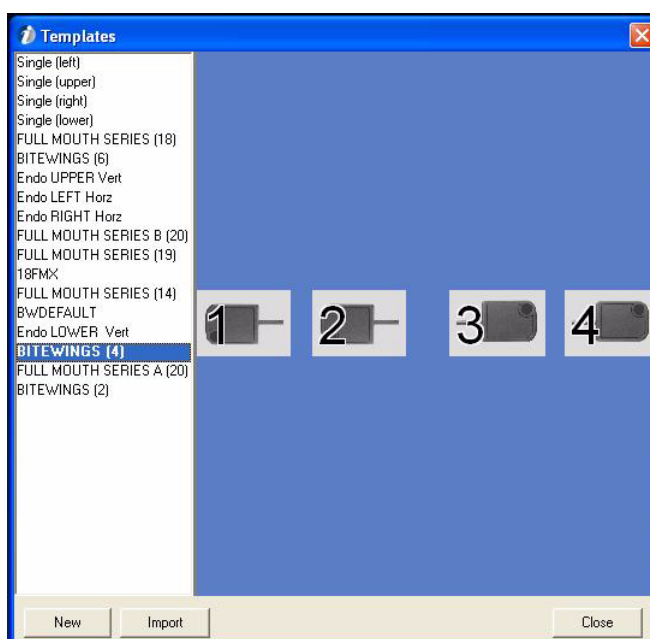 Templates
Single (left)
Single (upper)
Single (right)
Single (lower)
FULL MOUTH SERIES (18)
BITEWINGS (6)
Endo UPPER Vert
Endo LEFT Horz
Endo RIGHT Horz
FULL MOUTH SERIES B (20)
FULL MOUTH SERIES (19)
18FMX
FULL MOUTH SERIES (14)
BWDEFAULT
Endo LOWER  Vert
BITEWINGS (4)
FULL MOUTH SERIES A (20)
BITEWINGS (2)
1 2 3 4
New Import Close